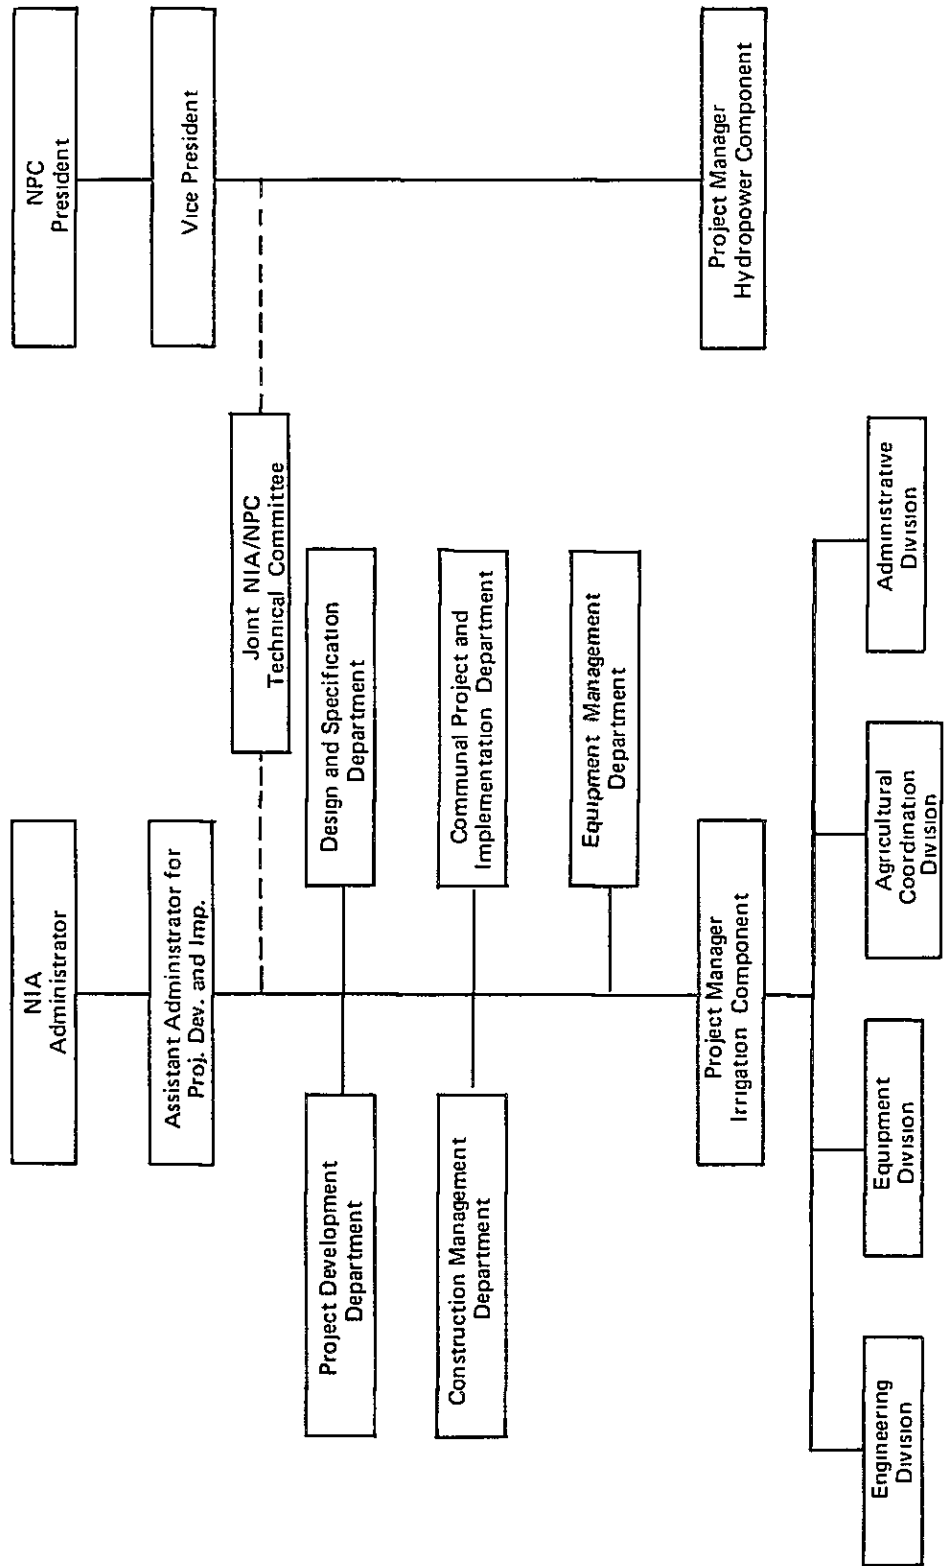 NIA
Administrator
NPC
President
Assistant Administrator for
Proj. Dev. and Imp.
Vice President
Joint NIA/NPC
Technical Committee
Project Development
Department
Design and Specification
Department
Construction Management
Department
Communal Project and
Implementation Department
Equipment Management
Department
Project Manager
Irrigation Component
Project Manager
Hydropower Component
Engineering
Division
Equipment
Division
Agricultural
Coordination
Division
Administrative
Division